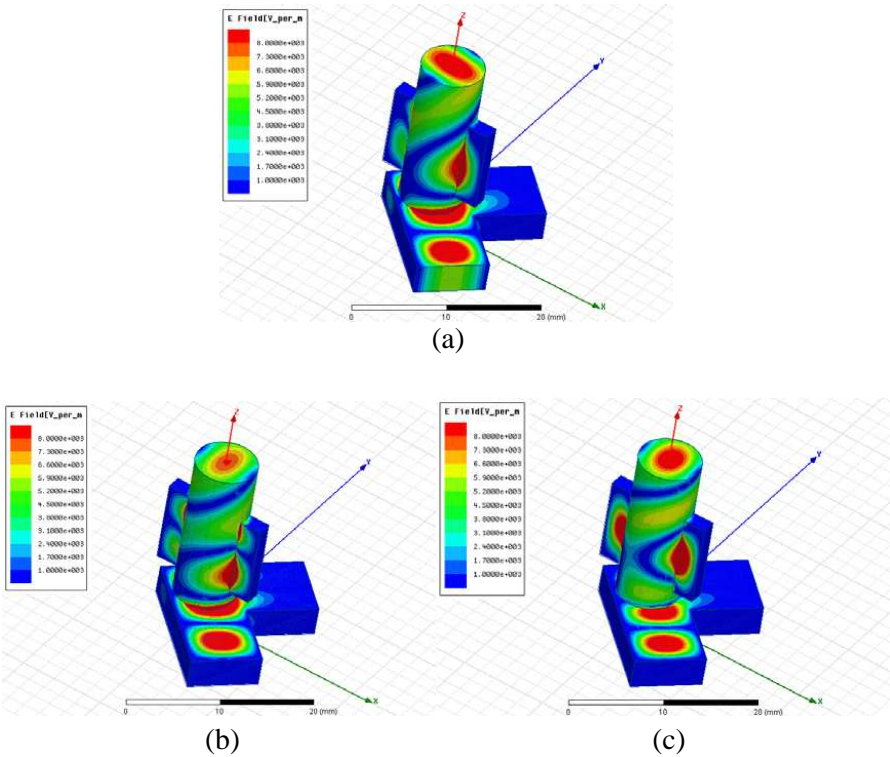 E Field[V_per_m
8.0000e+003
7.3000e+003
6.6000e+003
5.9000e+003
5.2000e+003
4.5000e+003
3.8000e+003
3.1000e+003
2.4000e+003
1.7000e+003
1.0000e+003
Z
Y
X
0
10
20 (mm)
(a)
E Field[V_per_m
8.0000e+003
7.3000e+003
6.6000e+003
5.9000e+003
5.2000e+003
4.5000e+003
3.8000e+003
3.1000e+003
2.4000e+003
1.7000e+003
1.0000e+003
Z
Y
X
0
10
20 (mm)
(b)
E Field[V_per_m
8.0000e+003
7.3000e+003
6.6000e+003
5.9000e+003
5.2000e+003
4.5000e+003
3.8000e+003
3.1000e+003
2.4000e+003
1.7000e+003
1.0000e+003
Z
Y
X
0
10
20 (mm)
(c)